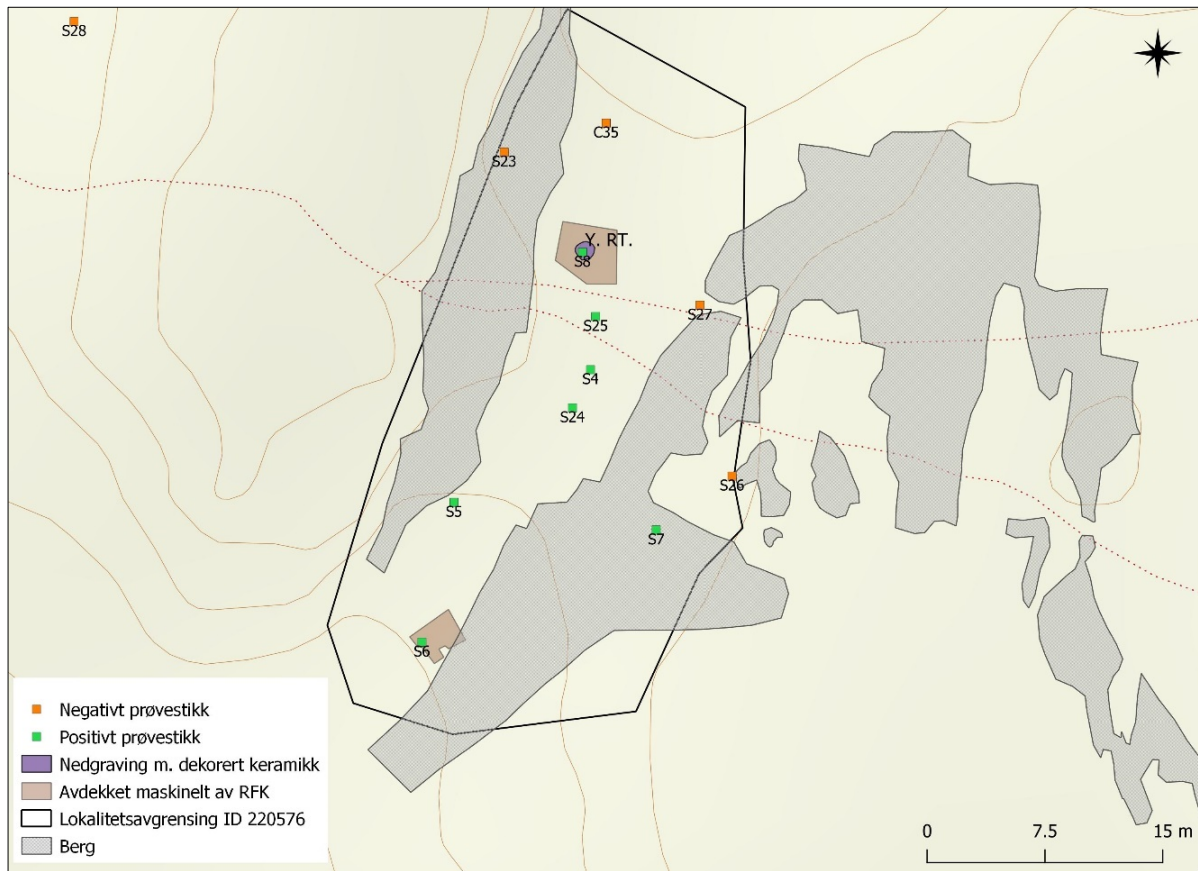 S28
C35
S23
Y. RT.
S8
S27
S25
S4
S24
S26
S5
S7
S6
Negativt prøvestikk
Positivt prøvestikk
Nedgraving m. dekorert keramikk
Avdekket maskinelt av RFK
Lokalitetsavgrensing ID 220576
Berg
0 7.5 15 m